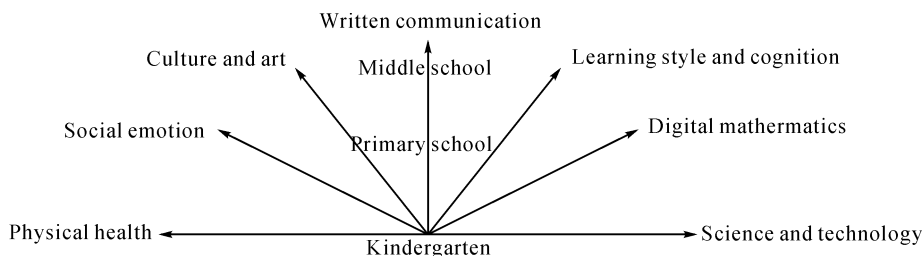 Written communication
Culture and art
Middle school
Learning style and cognition
Social emotion
Primary school
Digital mathermatics
Physical health
Kindergarten
Science and technology